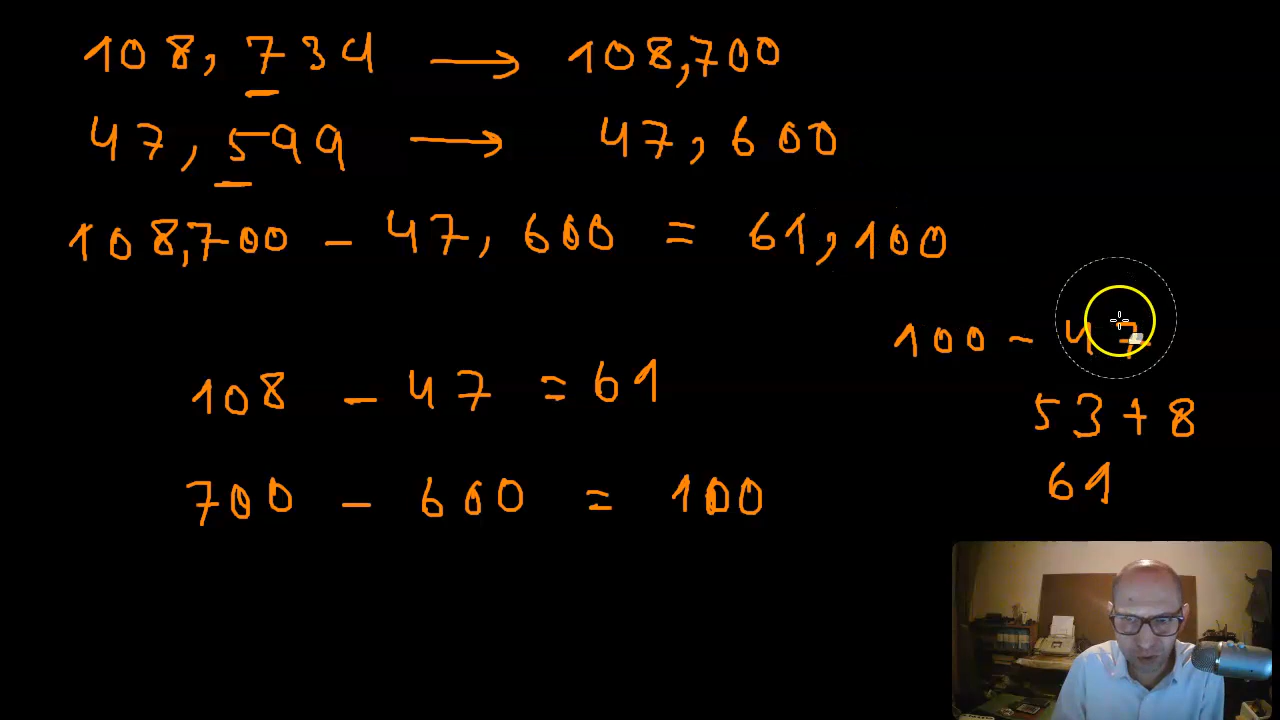 108,734 → 108,700
47,599 → 47,600
108,700 - 47,600 = 61,100
100 - 47
108 - 47 = 61
53 + 8
61
700 - 600 = 100